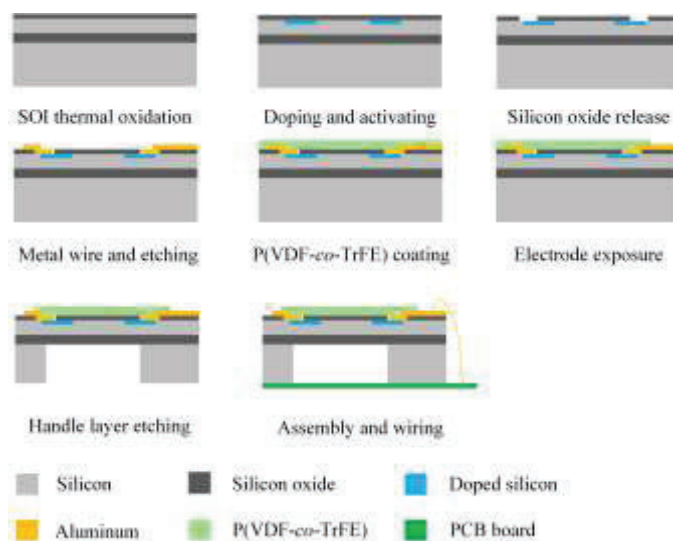 SOI thermal oxidation
Doping and activating
Silicon oxide release
Metal wire and etching
P(VDF-co-TrFE) coating
Electrode exposure
Handle layer etching
Assembly and wiring
Silicon
Silicon oxide
Doped silicon
Aluminum
P(VDF-co-TrFE)
PCB board